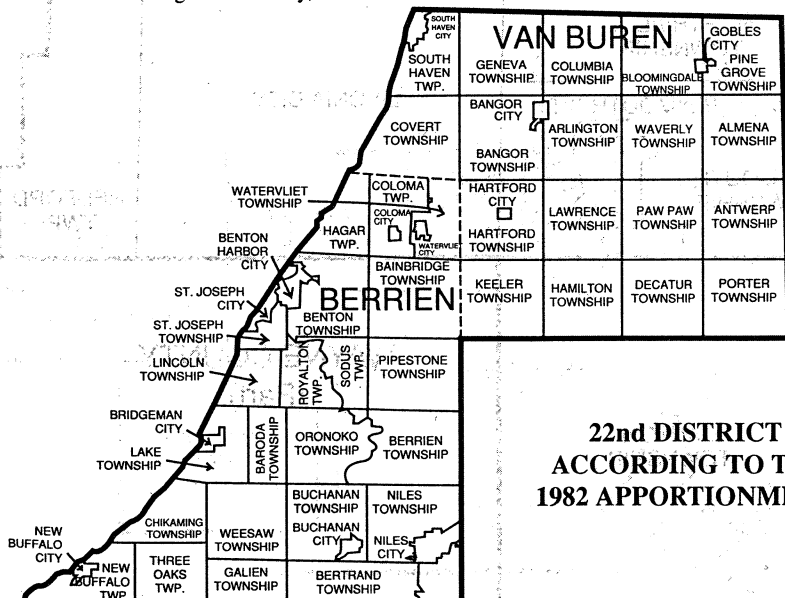 SOUTH
HAVEN
CITY
VAN BUREN
GOBLES
CITY
SOUTH
HAVEN
TWP.
GENEVA
TOWNSHIP
COLUMBIA
TOWNSHIP
BLOOMINGDALE
TOWNSHIP
PINE
GROVE
TOWNSHIP
COVERT
TOWNSHIP
BANGOR
CITY
BANGOR
TOWNSHIP
ARLINGTON
TOWNSHIP
WAVERLY
TOWNSHIP
ALMENA
TOWNSHIP
WATERVLIET
TOWNSHIP
COLOMA
TWP.
COLOMA
CITY
HAGAR
TWP.
WATERVLIET
CITY
HARTFORD
CITY
HARTFORD
TOWNSHIP
LAWRENCE
TOWNSHIP
PAW PAW
TOWNSHIP
ANTWERP
TOWNSHIP
BENTON
HARBOR
CITY
BAINBRIDGE
TOWNSHIP
KEELER
TOWNSHIP
HAMILTON
TOWNSHIP
DECATUR
TOWNSHIP
PORTER
TOWNSHIP
ST. JOSEPH
CITY
BERRIEN
BENTON
TOWNSHIP
ST. JOSEPH
TOWNSHIP
LINCOLN
TOWNSHIP
ROYALTON
TWP.
SODUS
TWP.
PIPESTONE
TOWNSHIP
BRIDGEMAN
CITY
LAKE
TOWNSHIP
BARODA
TOWNSHIP
ORONOKO
TOWNSHIP
BERRIEN
TOWNSHIP
22nd DISTRICT
ACCORDING TO T
1982 APPORTIONM
CHIKAMING
TOWNSHIP
WEESAW
TOWNSHIP
BUCHANAN
TOWNSHIP
BUCHANAN
CITY
NILES
TOWNSHIP
NILES
CITY
NEW
BUFFALO
CITY
NEW
BUFFALO
TWP
THREE
OAKS
TWP.
GALIEN
TOWNSHIP
BERTRAND
TOWNSHIP